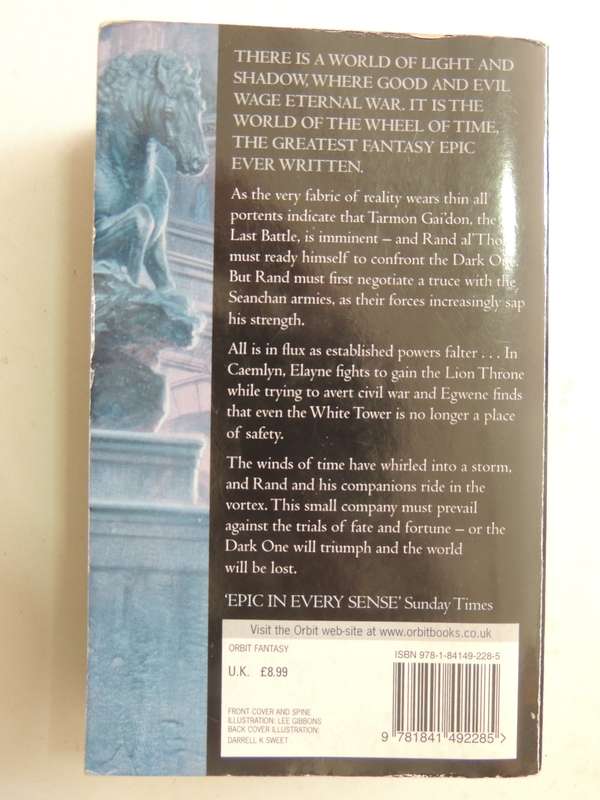 THERE IS A WORLD OF LIGHT AND
SHADOW, WHERE GOOD AND EVIL
WAGE ETERNAL WAR. IT IS THE
WORLD OF THE WHEEL OF TIME,
THE GREATEST FANTASY EPIC
EVER WRITTEN.
As the very fabric of reality wears thin all
portents indicate that Tarmon Gai'don, the
Last Battle, is imminent – and Rand al'Thor
must ready himself to confront the Dark One.
But Rand must first negotiate a truce with the
Seanchan armies, as their forces increasingly sap
his strength.
All is in flux as established powers falter . . . In
Caemlyn, Elayne fights to gain the Lion Throne
while trying to avert civil war and Egwene finds
that even the White Tower is no longer a place
of safety.
The winds of time have whirled into a storm,
and Rand and his companions ride in the
vortex. This small company must prevail
against the trials of fate and fortune – or the
Dark One will triumph and the world
will be lost.
'EPIC IN EVERY SENSE' Sunday Times
Visit the Orbit web-site at www.orbitbooks.co.uk
ORBIT FANTASY
U.K. £8.99
ISBN 978-1-84149-228-5
FRONT COVER AND SPINE
ILLUSTRATION: LEE GIBBONS
BACK COVER ILLUSTRATION:
DARRELL K SWEET
9 781841 492285 >